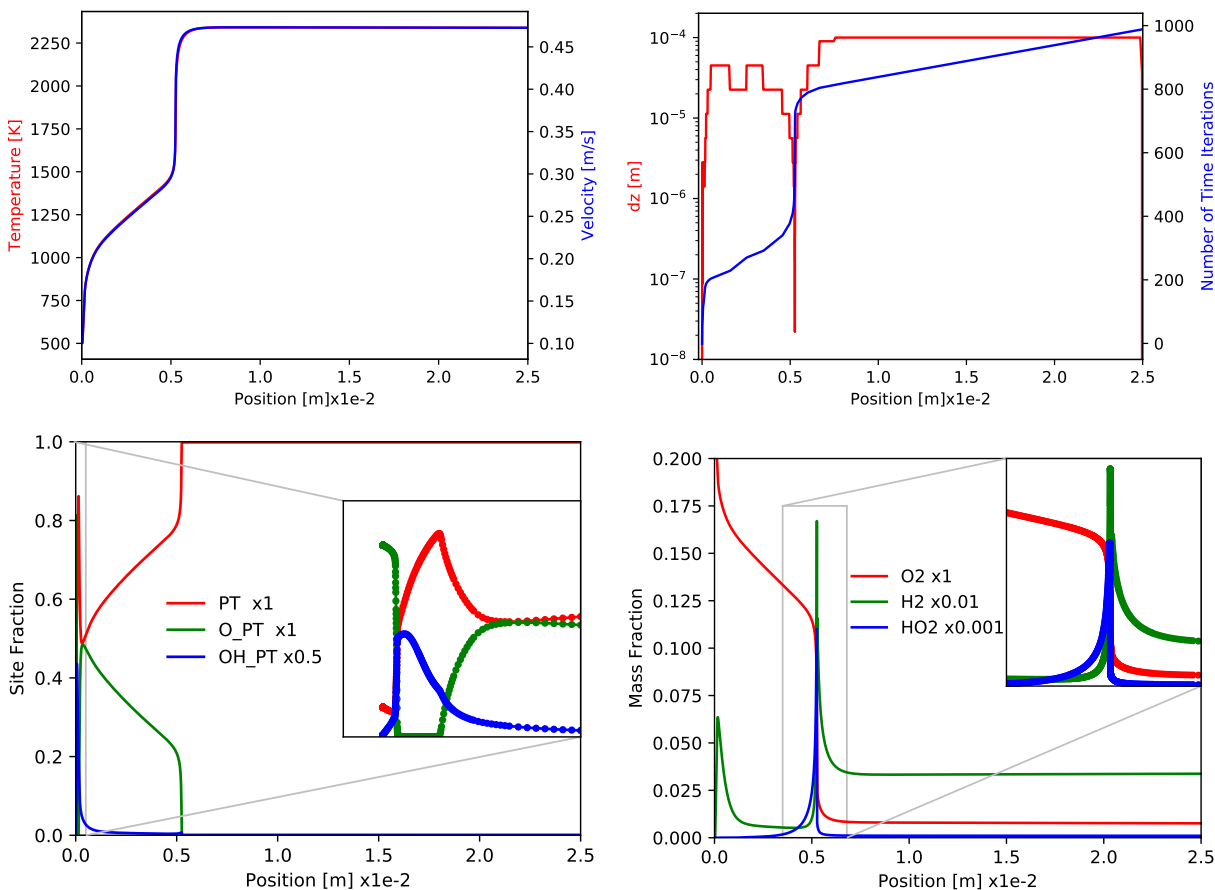 2250
2000
1750
1500
1250
1000
750
500
Temperature [K]
0.45
0.40
0.35
0.30
0.25
0.20
0.15
0.10
Velocity [m/s]
0.0 0.5 1.0 1.5 2.0 2.5
Position [m]x1e-2
10⁻⁴
10⁻⁵
10⁻⁶
10⁻⁷
10⁻⁸
dz [m]
1000
800
600
400
200
0
Number of Time Iterations
0.0 0.5 1.0 1.5 2.0 2.5
Position [m]x1e-2
1.0
0.8
0.6
0.4
0.2
0.0
Site Fraction
PT x1
O_PT x1
OH_PT x0.5
0.0 0.5 1.0 1.5 2.0 2.5
Position [m] x1e-2
0.200
0.175
0.150
0.125
0.100
0.075
0.050
0.025
0.000
Mass Fraction
O2 x1
H2 x0.01
HO2 x0.001
0.0 0.5 1.0 1.5 2.0 2.5
Position [m] x1e-2